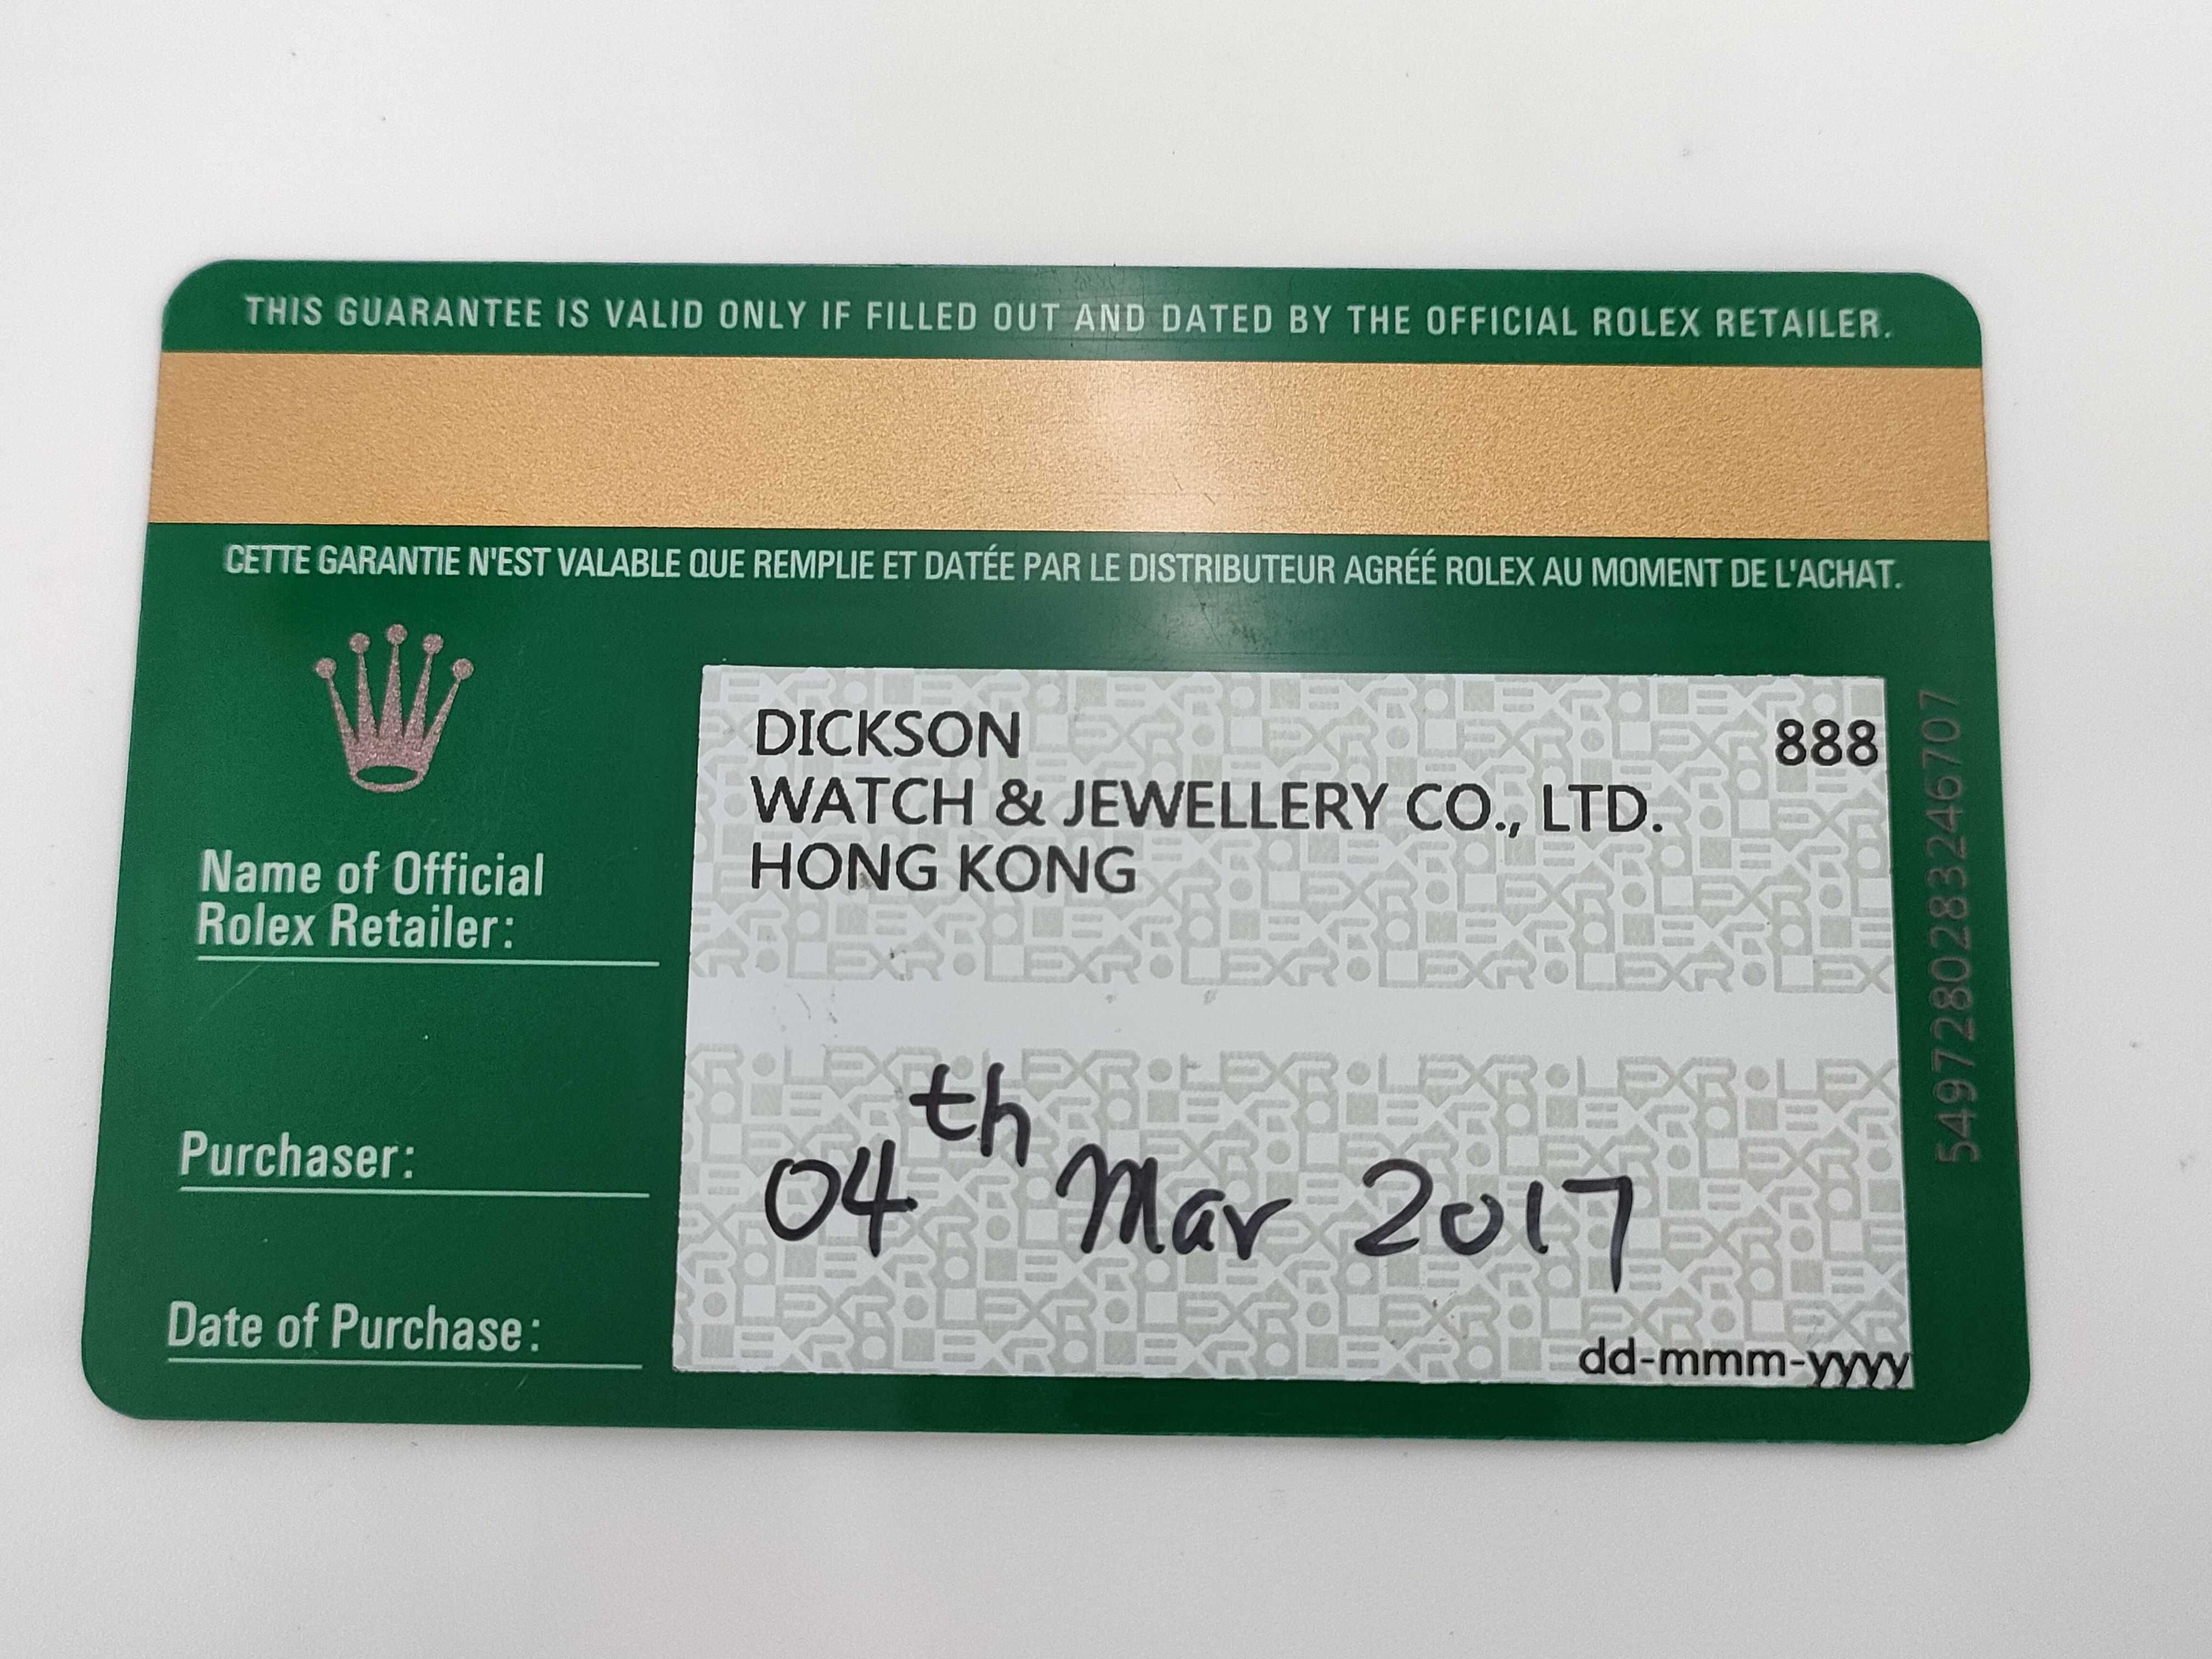 THIS GUARANTEE IS VALID ONLY IF FILLED OUT AND DATED BY THE OFFICIAL ROLEX RETAILER.
CETTE GARANTIE N'EST VALABLE QUE REMPLIE ET DATÉE PAR LE DISTRIBUTEUR AGRÉÉ ROLEX AU MOMENT DE L'ACHAT.
DICKSON 888
WATCH & JEWELLERY CO., LTD.
HONG KONG
Name of Official
Rolex Retailer:
Purchaser:
04th Mar 2017
Date of Purchase:
dd-mmm-yyyy
5497280283246707